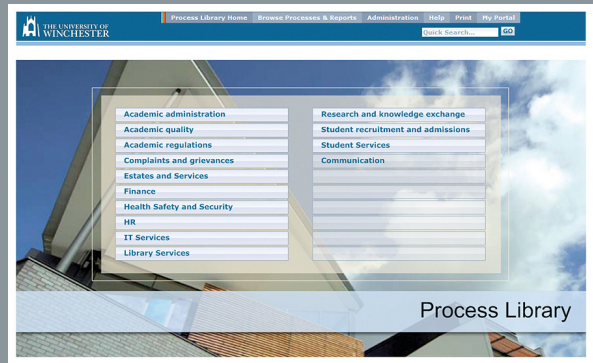 THE UNIVERSITY OF
WINCHESTER
Process Library Home Browse Processes & Reports Administration Help Print My Portal
Quick Search... GO
Academic administration
Academic quality
Academic regulations
Complaints and grievances
Estates and Services
Finance
Health Safety and Security
HR
IT Services
Library Services
Research and knowledge exchange
Student recruitment and admissions
Student Services
Communication
Process Library